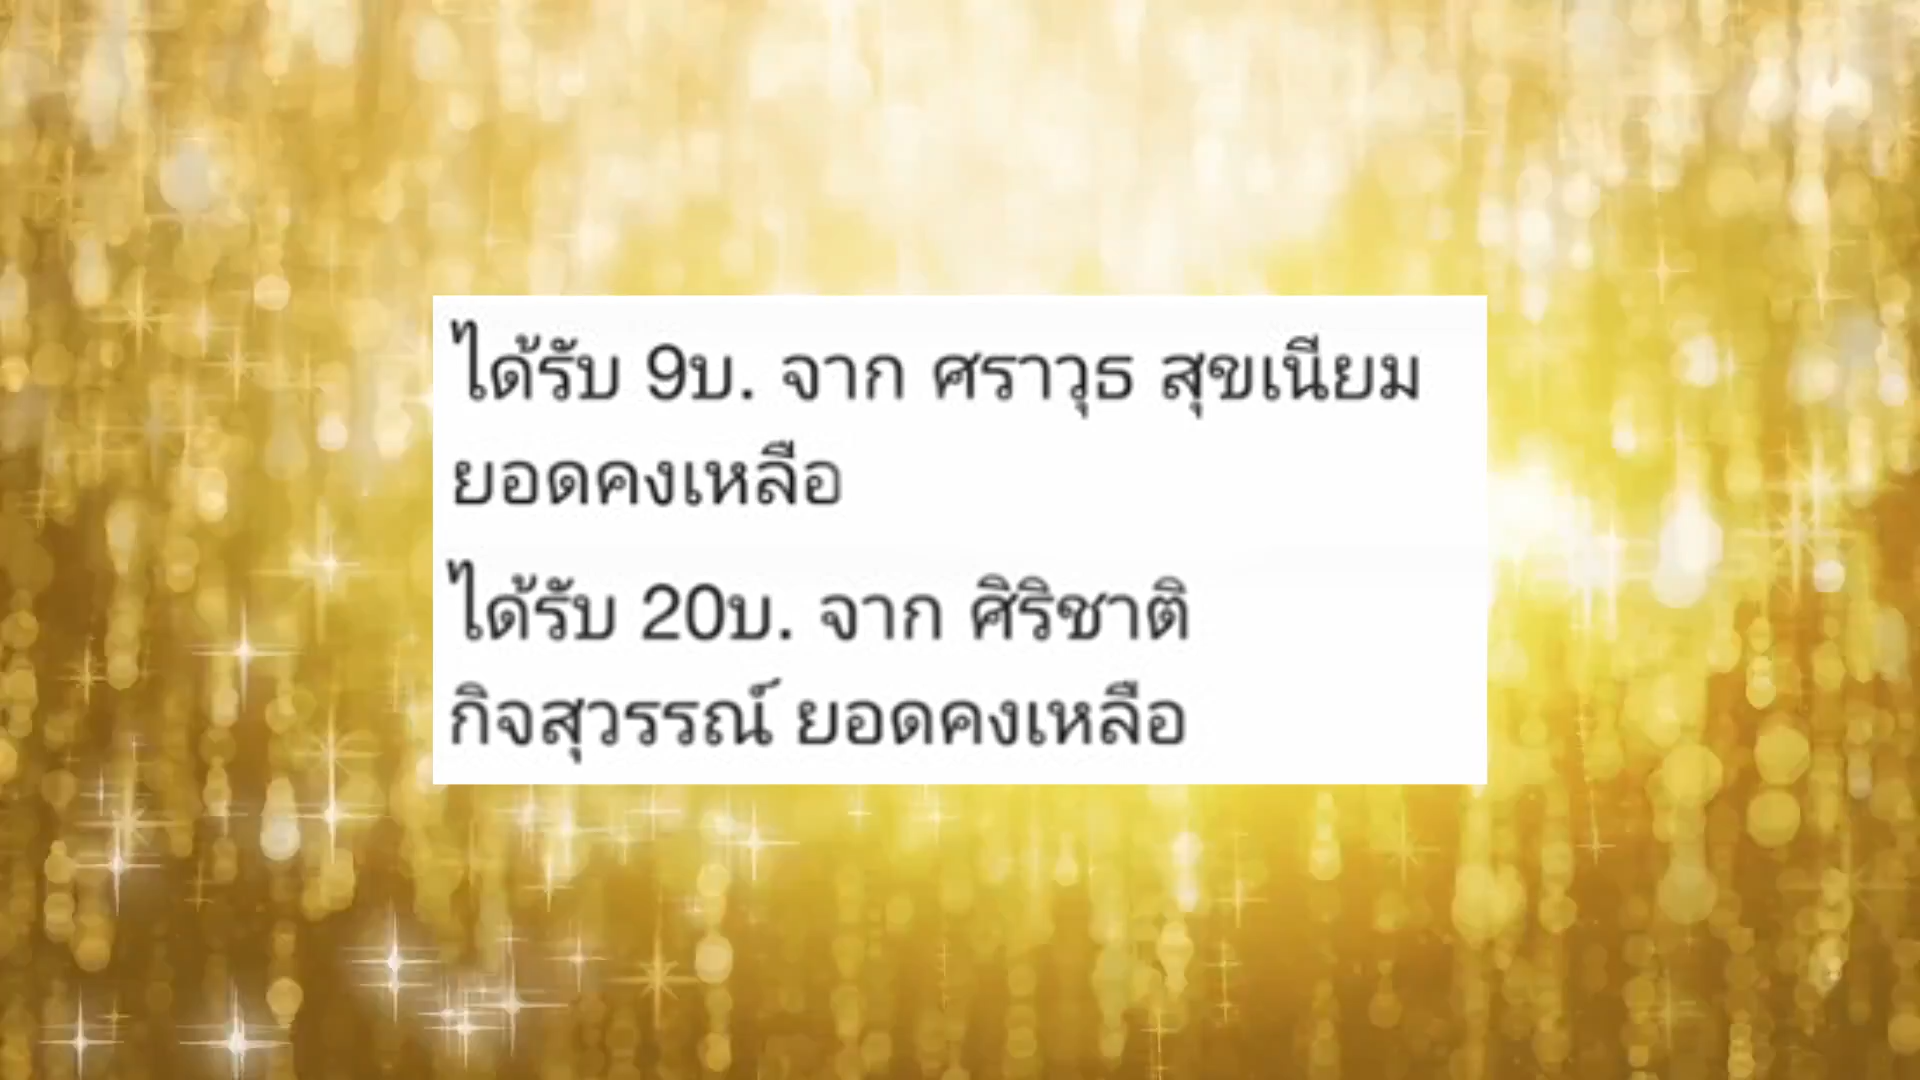 ได้รับ 9บ. จาก ศราวุธ สุขเนียม
ยอดคงเหลือ
ได้รับ 20บ. จาก ศิริชาติ
กิจสุวรรณ์ ยอดคงเหลือ